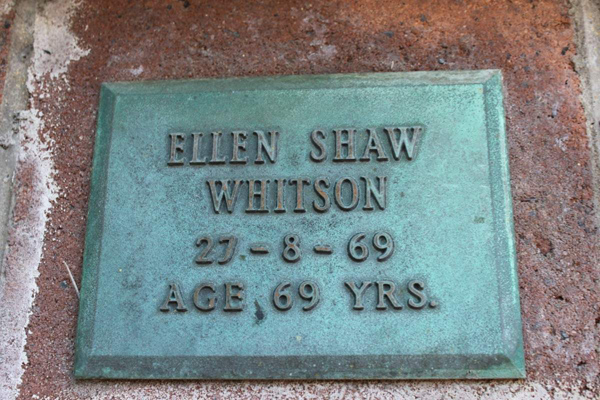 ELLEN SHAW
WHITSON
27-8-69
AGE 69 YRS.